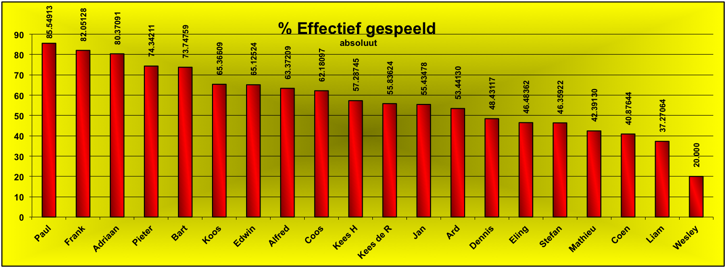 % Effectief gespeeld
absoluut
85.54913
82.05128
80.37091
74.34211
73.74759
65.36609
65.12524
63.37209
62.18097
57.28745
55.83624
55.43478
53.44130
48.43117
46.48362
46.35922
42.39130
40.87644
37.27064
20.000
90
80
70
60
50
40
30
20
10
0
Paul
Frank
Adriaan
Pieter
Bart
Koos
Edwin
Alfred
Coos
Kees H
Kees de R
Jan
Ard
Dennis
Eling
Stefan
Mathieu
Coen
Liam
Wesley